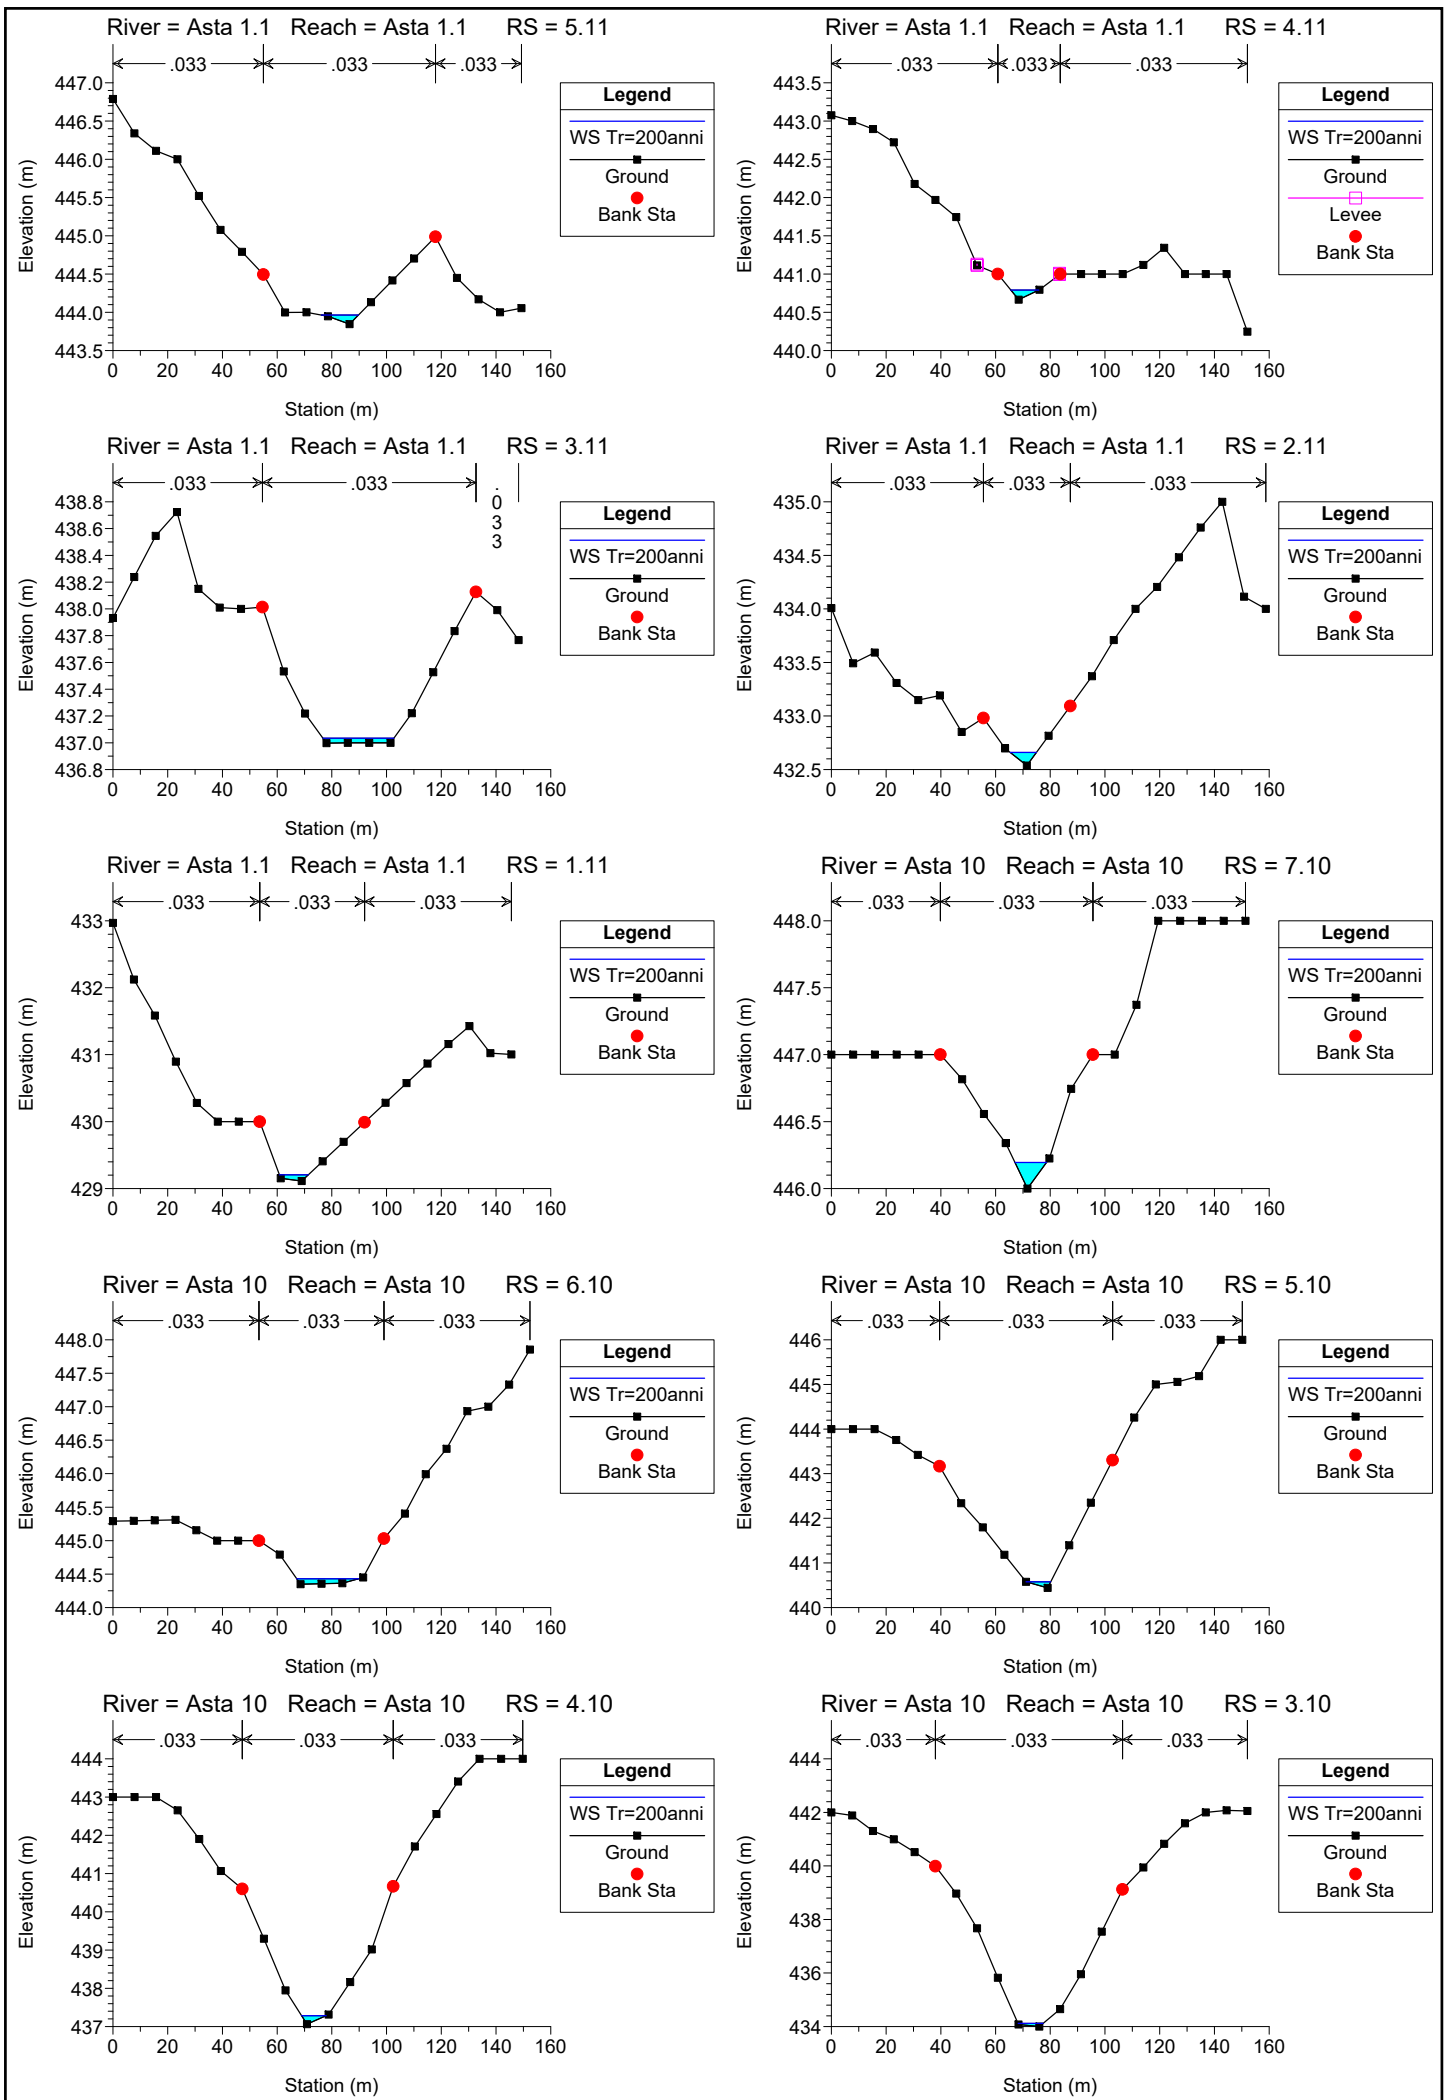 River = Asta 1.1 Reach = Asta 1.1 RS = 5.11
.033 .033 .033
447.0
446.5
446.0
445.5
445.0
444.5
444.0
443.5
0 20 40 60 80 100 120 140 160
Station (m)
Elevation (m)
Legend
WS Tr=200anni
Ground
Bank Sta
River = Asta 1.1 Reach = Asta 1.1 RS = 4.11
.033 .033 .033
443.5
443.0
442.5
442.0
441.5
441.0
440.5
440.0
0 20 40 60 80 100 120 140 160
Station (m)
Elevation (m)
Legend
WS Tr=200anni
Ground
Levee
Bank Sta
River = Asta 1.1 Reach = Asta 1.1 RS = 3.11
.033 .033 .033
438.8
438.6
438.4
438.2
438.0
437.8
437.6
437.4
437.2
437.0
436.8
0 20 40 60 80 100 120 140 160
Station (m)
Elevation (m)
Legend
WS Tr=200anni
Ground
Bank Sta
River = Asta 1.1 Reach = Asta 1.1 RS = 2.11
.033 .033 .033
435.0
434.5
434.0
433.5
433.0
432.5
0 20 40 60 80 100 120 140 160
Station (m)
Elevation (m)
Legend
WS Tr=200anni
Ground
Bank Sta
River = Asta 1.1 Reach = Asta 1.1 RS = 1.11
.033 .033 .033
433
432
431
430
429
0 20 40 60 80 100 120 140 160
Station (m)
Elevation (m)
Legend
WS Tr=200anni
Ground
Bank Sta
River = Asta 10 Reach = Asta 10 RS = 7.10
.033 .033 .033
448.0
447.5
447.0
446.5
446.0
0 20 40 60 80 100 120 140 160
Station (m)
Elevation (m)
Legend
WS Tr=200anni
Ground
Bank Sta
River = Asta 10 Reach = Asta 10 RS = 6.10
.033 .033 .033
448.0
447.5
447.0
446.5
446.0
445.5
445.0
444.5
444.0
0 20 40 60 80 100 120 140 160
Station (m)
Elevation (m)
Legend
WS Tr=200anni
Ground
Bank Sta
River = Asta 10 Reach = Asta 10 RS = 5.10
.033 .033 .033
446
445
444
443
442
441
440
0 20 40 60 80 100 120 140 160
Station (m)
Elevation (m)
Legend
WS Tr=200anni
Ground
Bank Sta
River = Asta 10 Reach = Asta 10 RS = 4.10
.033 .033 .033
444
443
442
441
440
439
438
437
0 20 40 60 80 100 120 140 160
Station (m)
Elevation (m)
Legend
WS Tr=200anni
Ground
Bank Sta
River = Asta 10 Reach = Asta 10 RS = 3.10
.033 .033 .033
444
442
440
438
436
434
0 20 40 60 80 100 120 140 160
Station (m)
Elevation (m)
Legend
WS Tr=200anni
Ground
Bank Sta